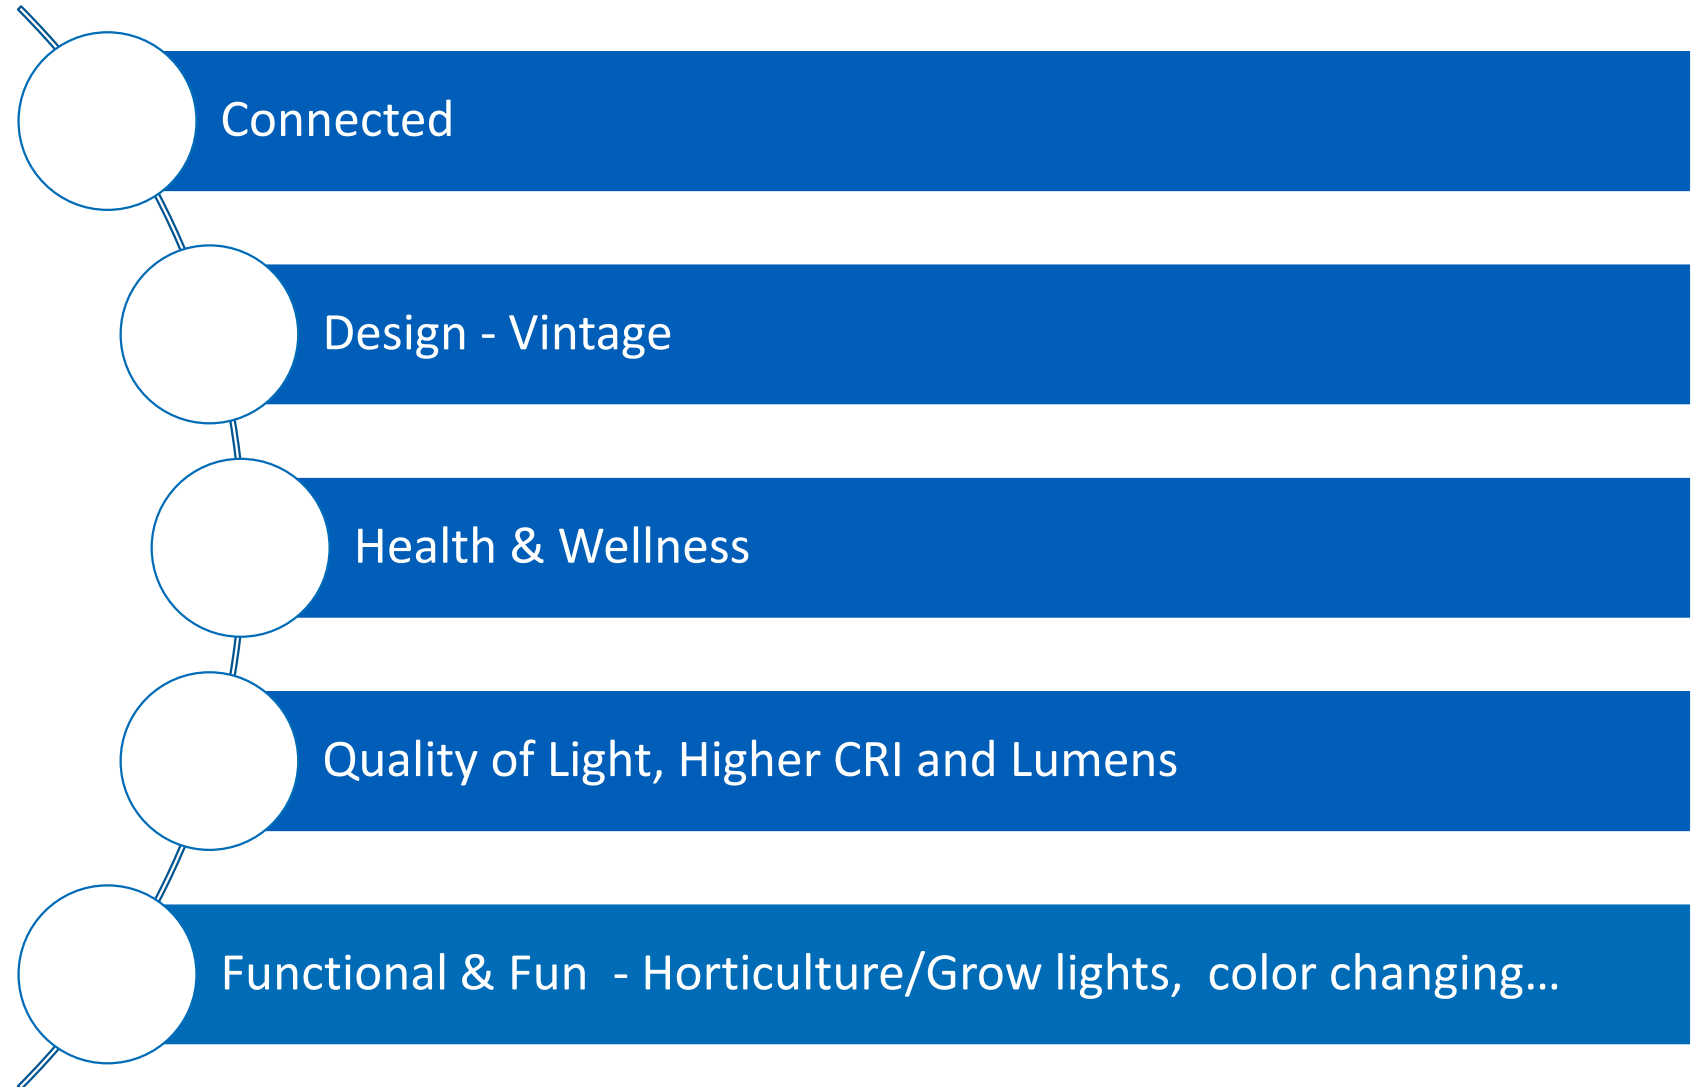 Connected
Design - Vintage
Health & Wellness
Quality of Light, Higher CRI and Lumens
Functional & Fun  - Horticulture/Grow lights,  color changing...